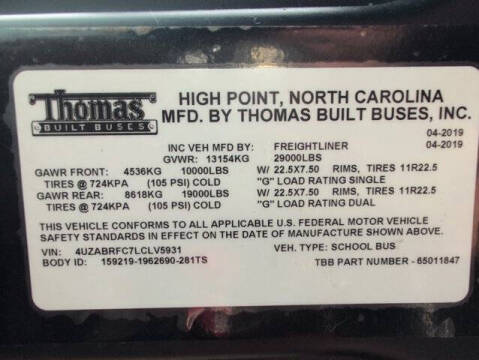 Thomas
BUILT BUSES
HIGH POINT, NORTH CAROLINA
MFD. BY THOMAS BUILT BUSES, INC.
04-2019
INC VEH MFD BY: FREIGHTLINER 04-2019
GVWR: 13154KG 29000LBS
GAWR FRONT: 4536KG 10000LBS W/ 22.5X7.50 RIMS, TIRES 11R22.5
TIRES @ 724KPA (105 PSI) COLD "G" LOAD RATING SINGLE
GAWR REAR: 8618KG 19000LBS W/ 22.5X7.50 RIMS, TIRES 11R22.5
TIRES @ 724KPA (105 PSI) COLD "G" LOAD RATING DUAL
THIS VEHICLE CONFORMS TO ALL APPLICABLE U.S. FEDERAL MOTOR VEHICLE
SAFETY STANDARDS IN EFFECT ON THE DATE OF MANUFACTURE SHOWN ABOVE.
VIN: 4UZABRFC7LCLV5931 VEH. TYPE: SCHOOL BUS
BODY ID: 159219-1962690-281TS TBB PART NUMBER - 65011847